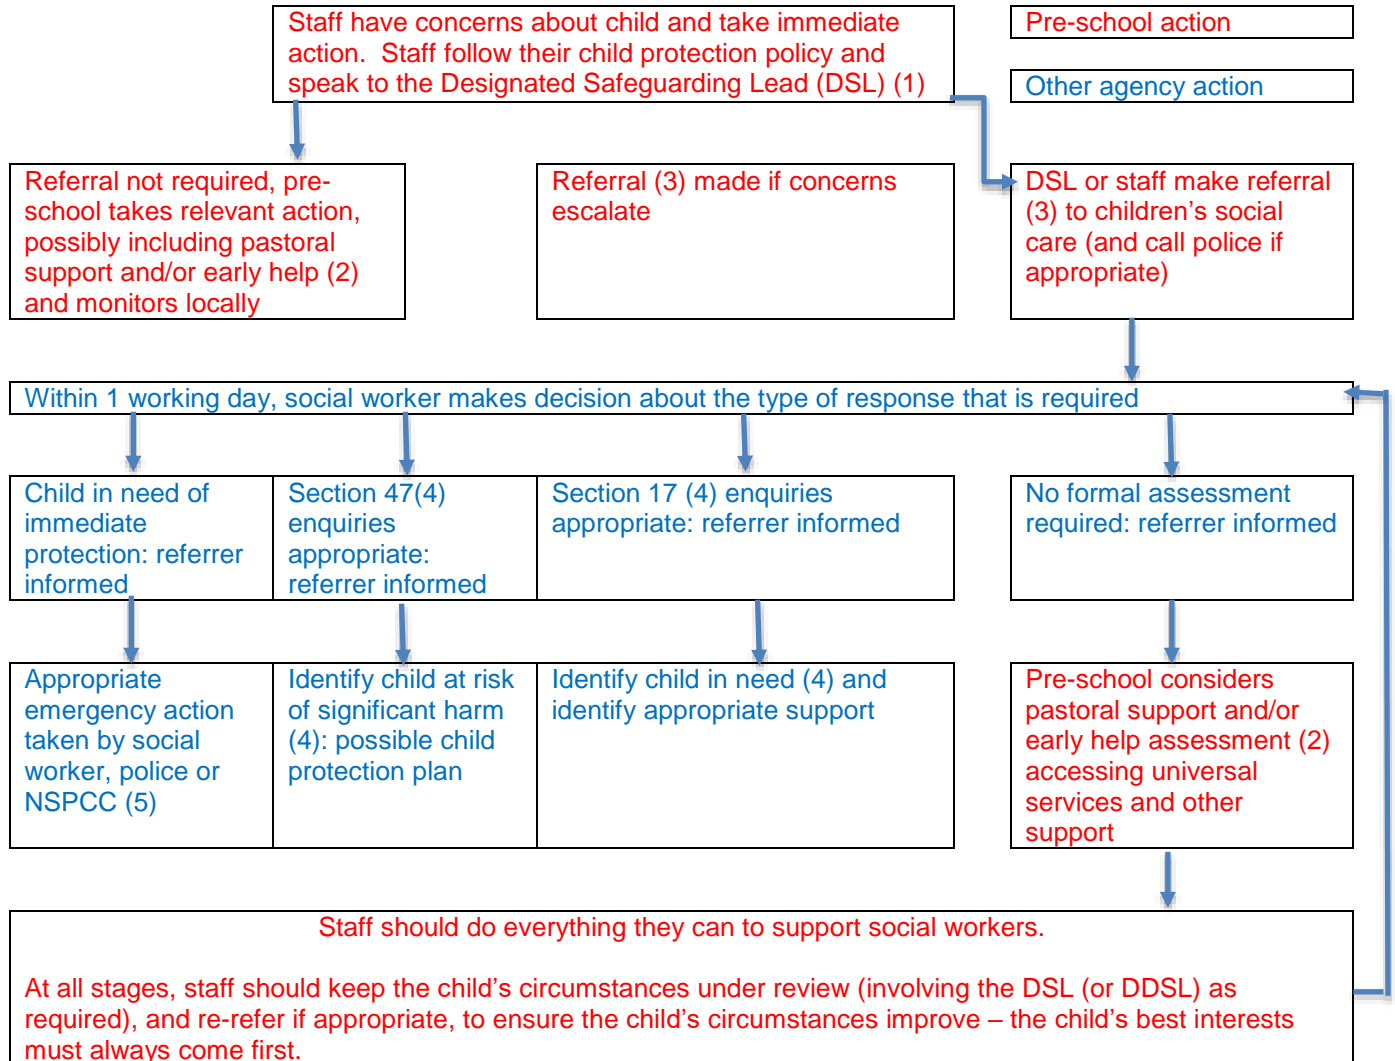 Staff have concerns about child and take immediate
action.  Staff follow their child protection policy and
speak to the Designated Safeguarding Lead (DSL) (1)
Pre-school action
Other agency action
Referral not required, pre-
school takes relevant action,
possibly including pastoral
support and/or early help (2)
and monitors locally
Referral (3) made if concerns
escalate
DSL or staff make referral
(3) to children’s social
care (and call police if
appropriate)
Within 1 working day, social worker makes decision about the type of response that is required
Child in need of
immediate
protection: referrer
informed
Section 47(4)
enquiries
appropriate:
referrer informed
Section 17 (4) enquiries
appropriate: referrer informed
No formal assessment
required: referrer informed
Appropriate
emergency action
taken by social
worker, police or
NSPCC (5)
Identify child at risk
of significant harm
(4): possible child
protection plan
Identify child in need (4) and
identify appropriate support
Pre-school considers
pastoral support and/or
early help assessment (2)
accessing universal
services and other
support
Staff should do everything they can to support social workers.
At all stages, staff should keep the child’s circumstances under review (involving the DSL (or DDSL) as
required), and re-refer if appropriate, to ensure the child’s circumstances improve – the child’s best interests
must always come first.